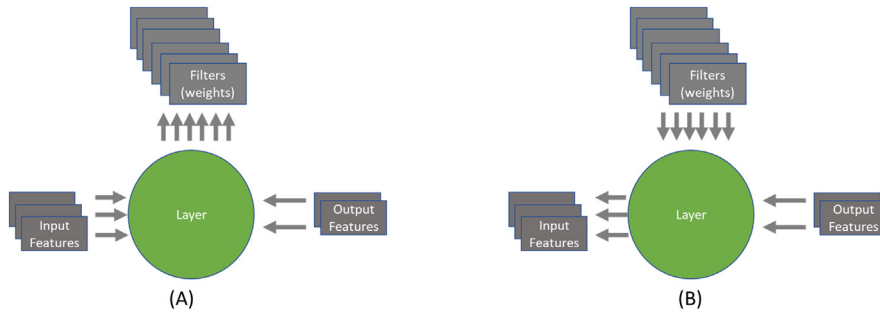 Filters
(weights)
Layer
Input
Features
Output
Features
(A)
Filters
(weights)
Layer
Input
Features
Output
Features
(B)